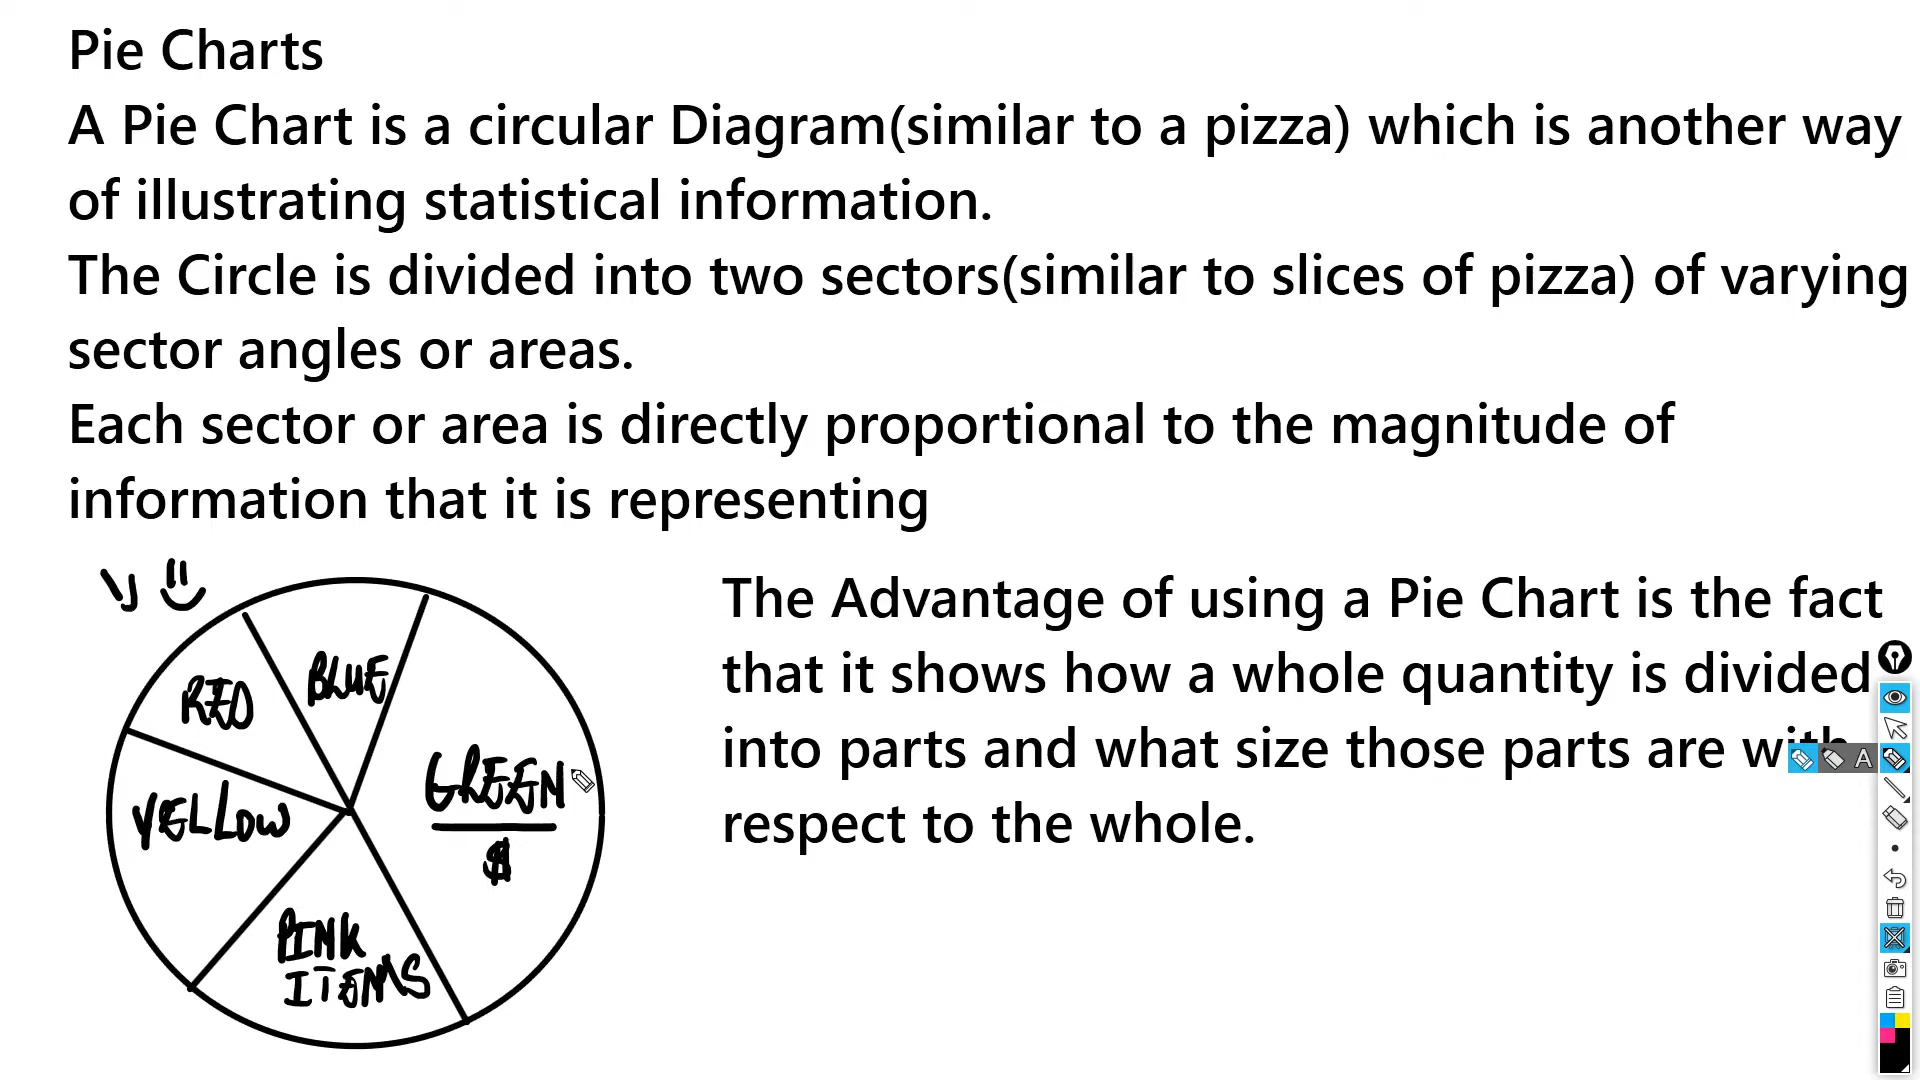 Pie Charts
A Pie Chart is a circular Diagram(similar to a pizza) which is another way
of illustrating statistical information.
The Circle is divided into two sectors(similar to slices of pizza) of varying
sector angles or areas.
Each sector or area is directly proportional to the magnitude of
information that it is representing
The Advantage of using a Pie Chart is the fact
that it shows how a whole quantity is divided
into parts and what size those parts are with
respect to the whole.
RED
BLUE
GREEN
$
YELLOW
PINK
ITEMS
A